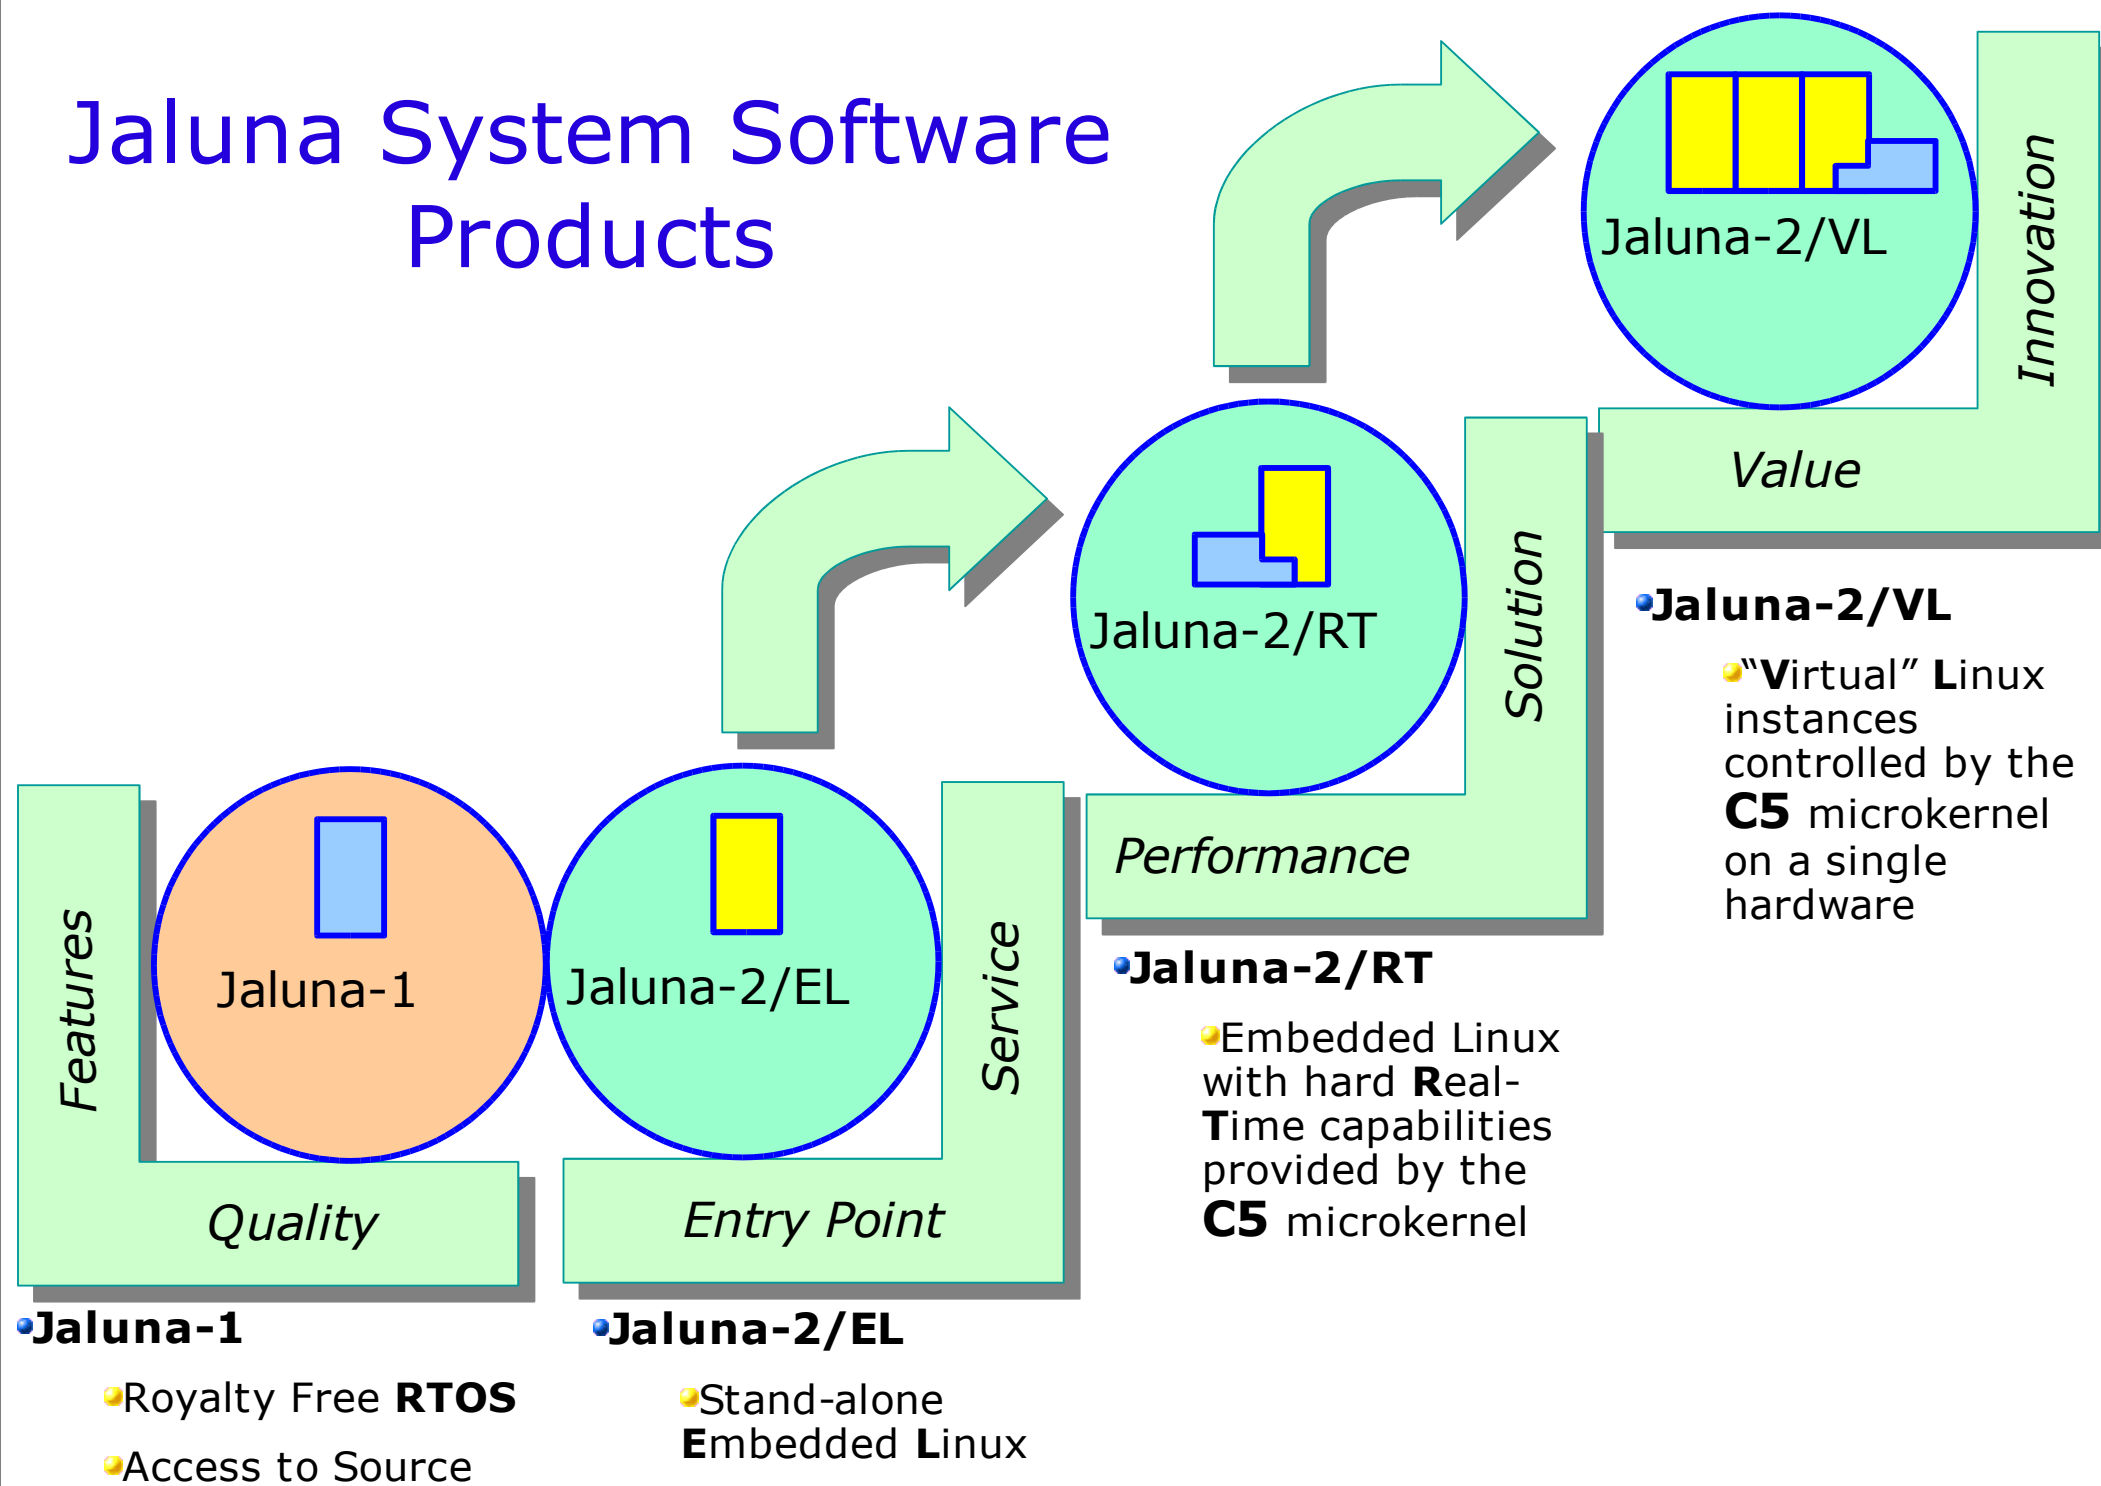 Jaluna System Software
Products
Jaluna-2/VL
Innovation
Value
Jaluna-2/RT
Solution
Performance
Features
Jaluna-1
Quality
Jaluna-2/EL
Service
Entry Point
Jaluna-1
Royalty Free RTOS
Access to Source
Jaluna-2/EL
Stand-alone
Embedded Linux
Jaluna-2/RT
Embedded Linux
with hard Real-
Time capabilities
provided by the
C5 microkernel
Jaluna-2/VL
“Virtual” Linux
instances
controlled by the
C5 microkernel
on a single
hardware